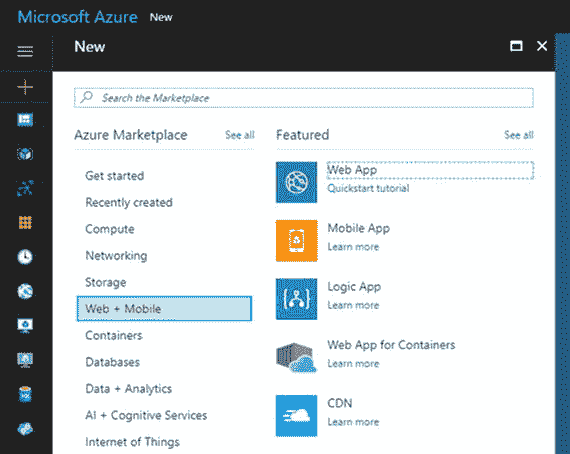 Microsoft Azure New
New
Search the Marketplace
Azure Marketplace See all
Featured See all
Get started
Recently created
Compute
Networking
Storage
Web + Mobile
Containers
Databases
Data + Analytics
AI + Cognitive Services
Internet of Things
Web App
Quickstart tutorial
Mobile App
Learn more
Logic App
Learn more
Web App for Containers
Learn more
CDN
Learn more